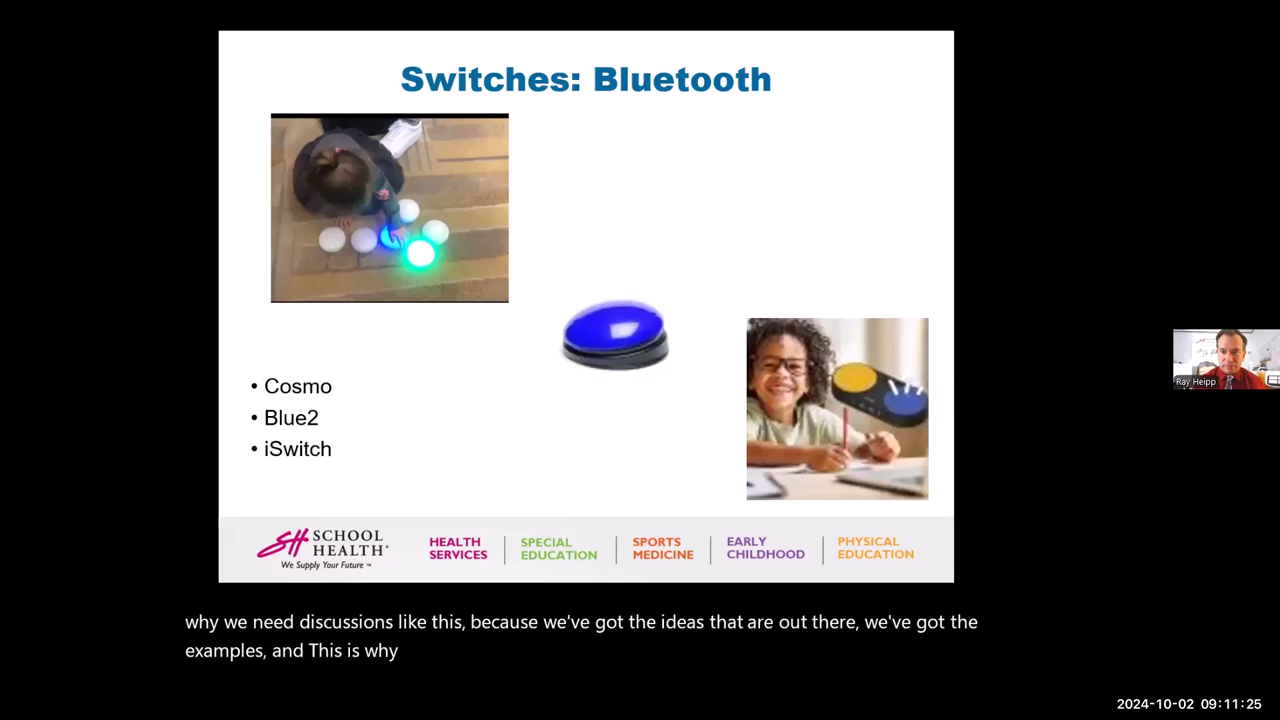 Switches: Bluetooth
• Cosmo
• Blue2
• iSwitch
SH SCHOOL
HEALTH®
We Supply Your Future ™
HEALTH
SERVICES
SPECIAL
EDUCATION
SPORTS
MEDICINE
EARLY
CHILDHOOD
PHYSICAL
EDUCATION
Ray Heipp
why we need discussions like this, because we've got the ideas that are out there, we've got the
examples, and This is why
2024-10-02 09:11:25